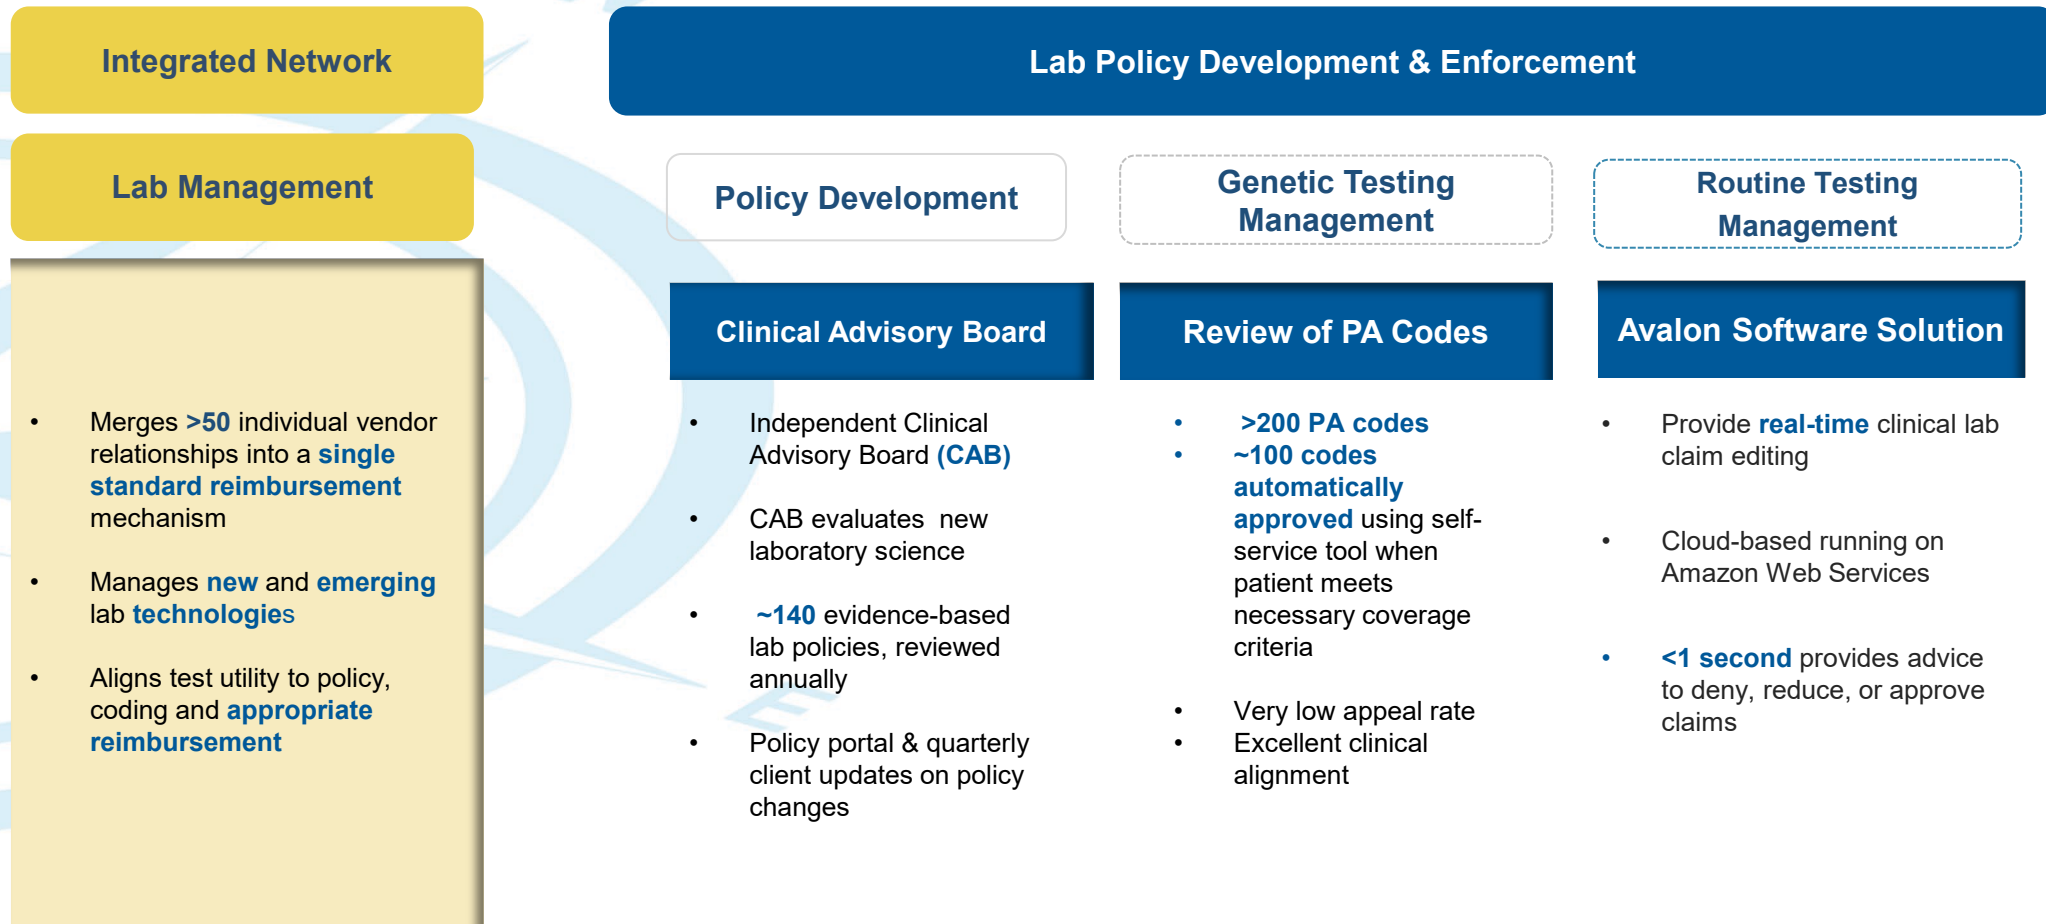 Integrated Network
Lab Management
• Merges >50 individual vendor
relationships into a single
standard reimbursement
mechanism
• Manages new and emerging
lab technologies
• Aligns test utility to policy,
coding and appropriate
reimbursement
Lab Policy Development & Enforcement
Policy Development
Clinical Advisory Board
• Independent Clinical
Advisory Board (CAB)
• CAB evaluates  new
laboratory science
• ~140 evidence-based
lab policies, reviewed
annually
• Policy portal & quarterly
client updates on policy
changes
Genetic Testing
Management
Review of PA Codes
• >200 PA codes
• ~100 codes
automatically
approved using self-
service tool when
patient meets
necessary coverage
criteria
• Very low appeal rate
• Excellent clinical
alignment
Routine Testing
Management
Avalon Software Solution
• Provide real-time clinical lab
claim editing
• Cloud-based running on
Amazon Web Services
• <1 second provides advice
to deny, reduce, or approve
claims
E